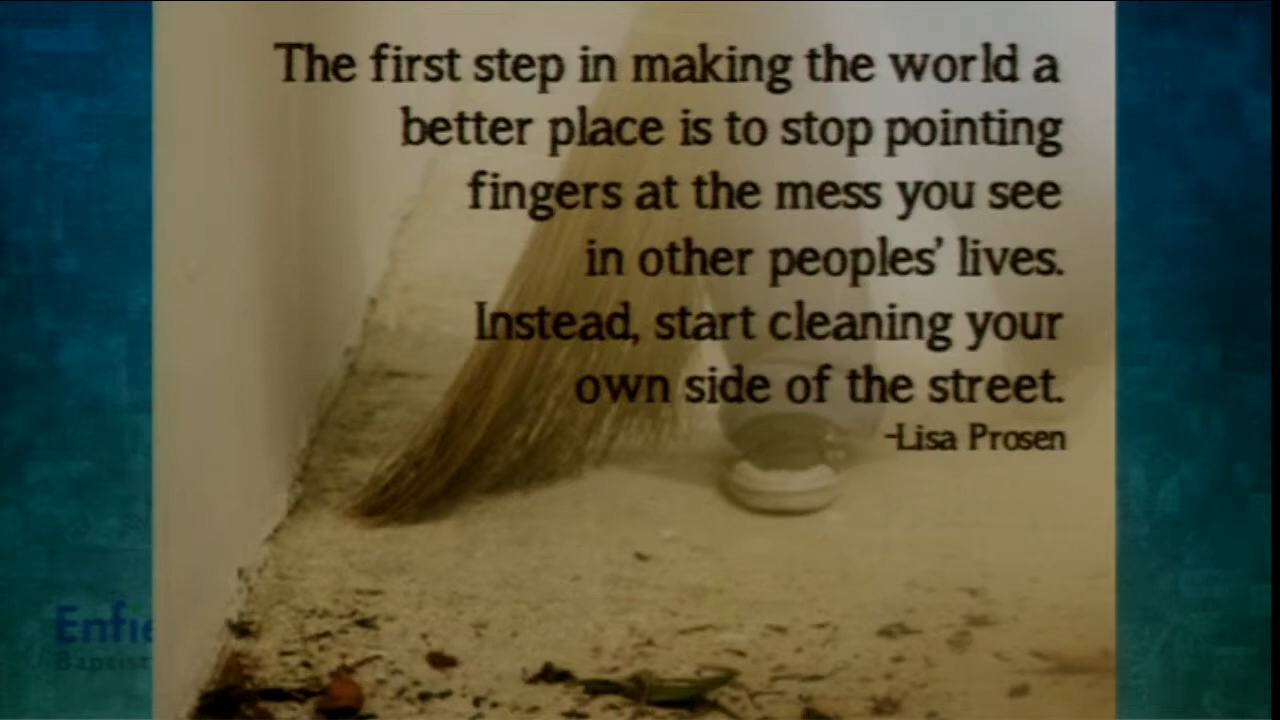 The first step in making the world a
better place is to stop pointing
fingers at the mess you see
in other peoples’ lives.
Instead, start cleaning your
own side of the street.
-Lisa Prosen
Baptist